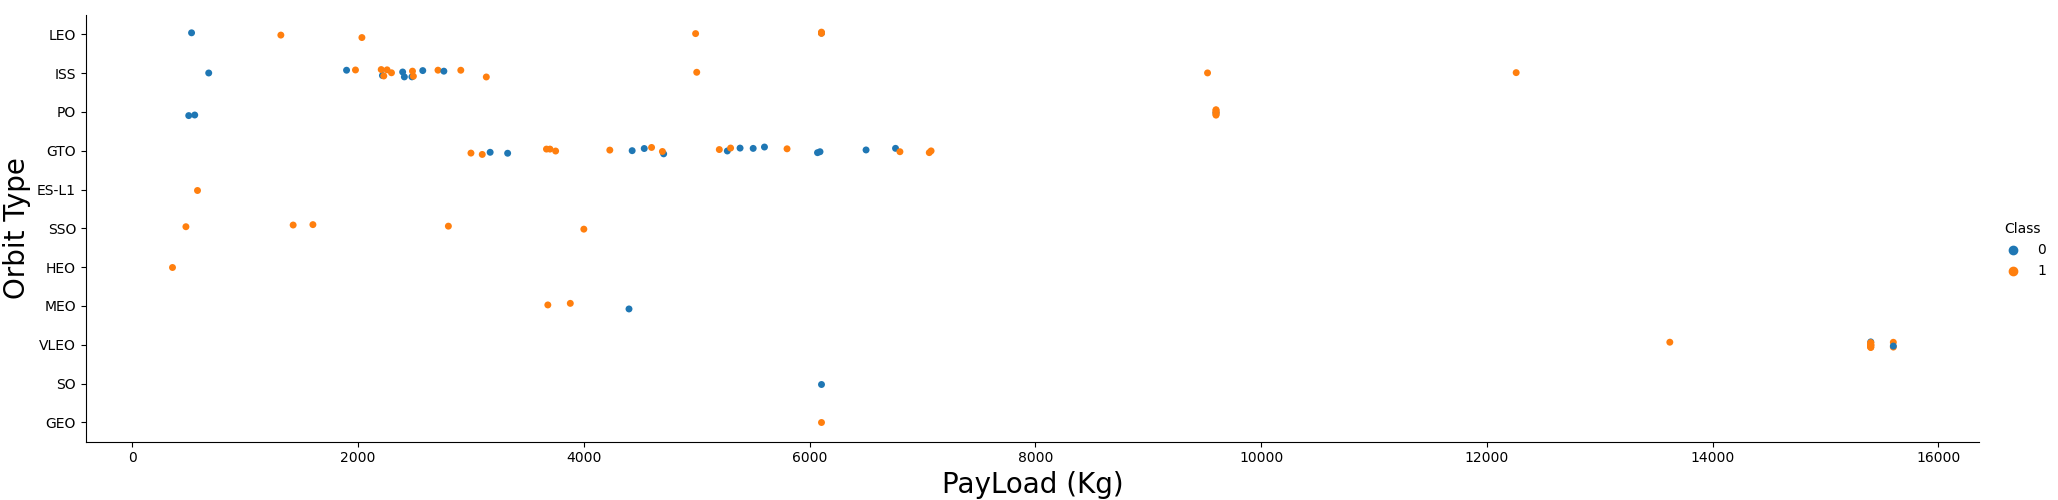 LEO
ISS
PO
GTO
ES-L1
SSO
HEO
MEO
VLEO
SO
GEO
Orbit Type
0 2000 4000 6000 8000 10000 12000 14000 16000
PayLoad (Kg)
Class
0
1